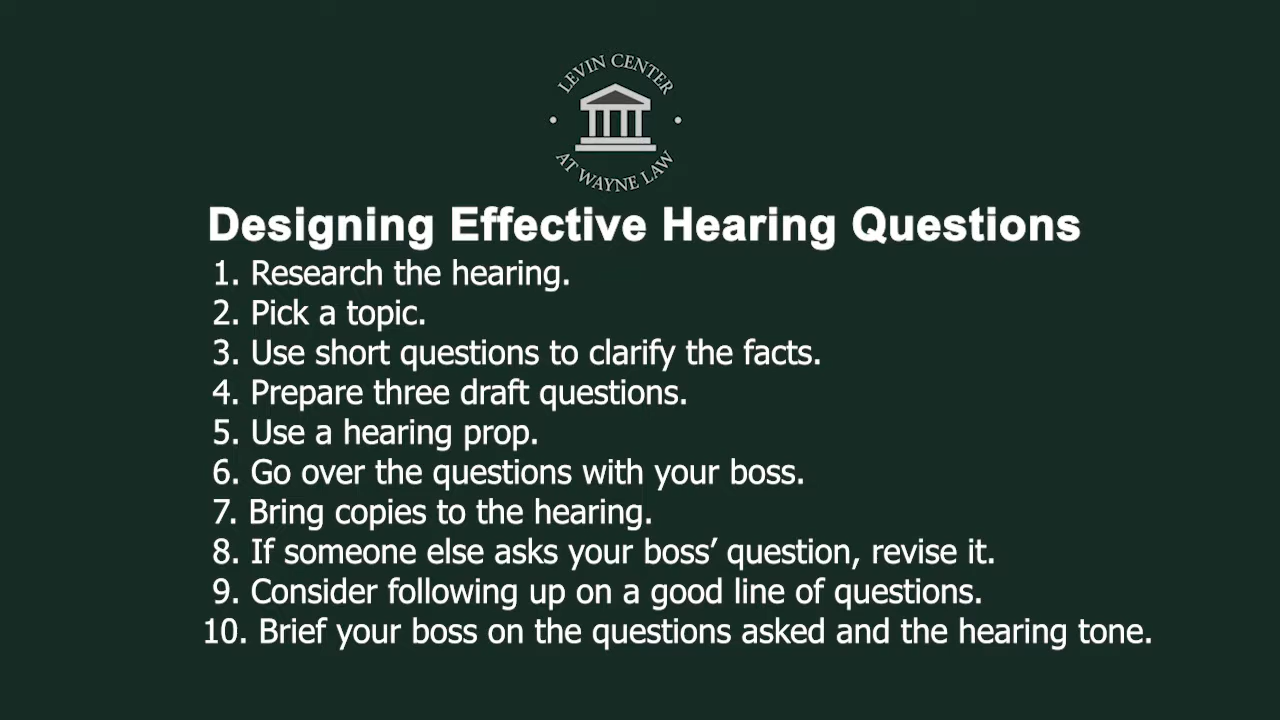 LEVIN CENTER
AT WAYNE LAW
Designing Effective Hearing Questions
1. Research the hearing.
2. Pick a topic.
3. Use short questions to clarify the facts.
4. Prepare three draft questions.
5. Use a hearing prop.
6. Go over the questions with your boss.
7. Bring copies to the hearing.
8. If someone else asks your boss’ question, revise it.
9. Consider following up on a good line of questions.
10. Brief your boss on the questions asked and the hearing tone.